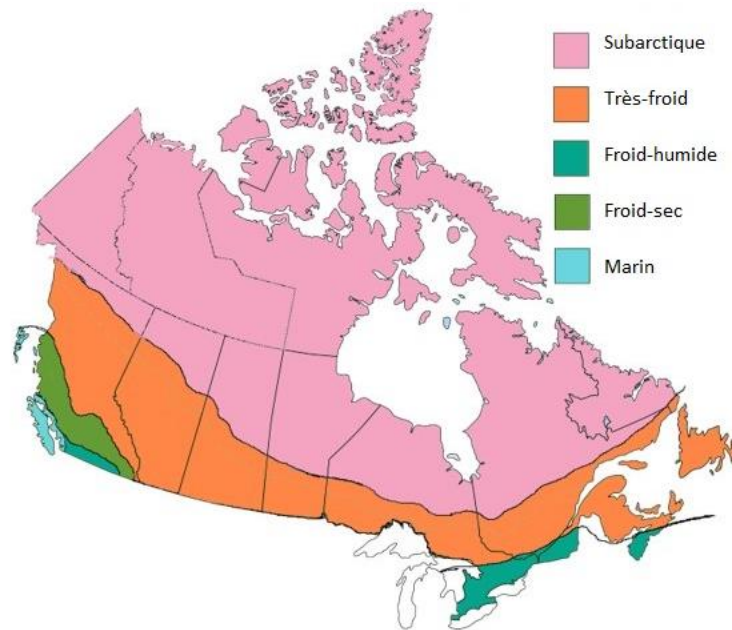 Subarctique
Très-froid
Froid-humide
Froid-sec
Marin